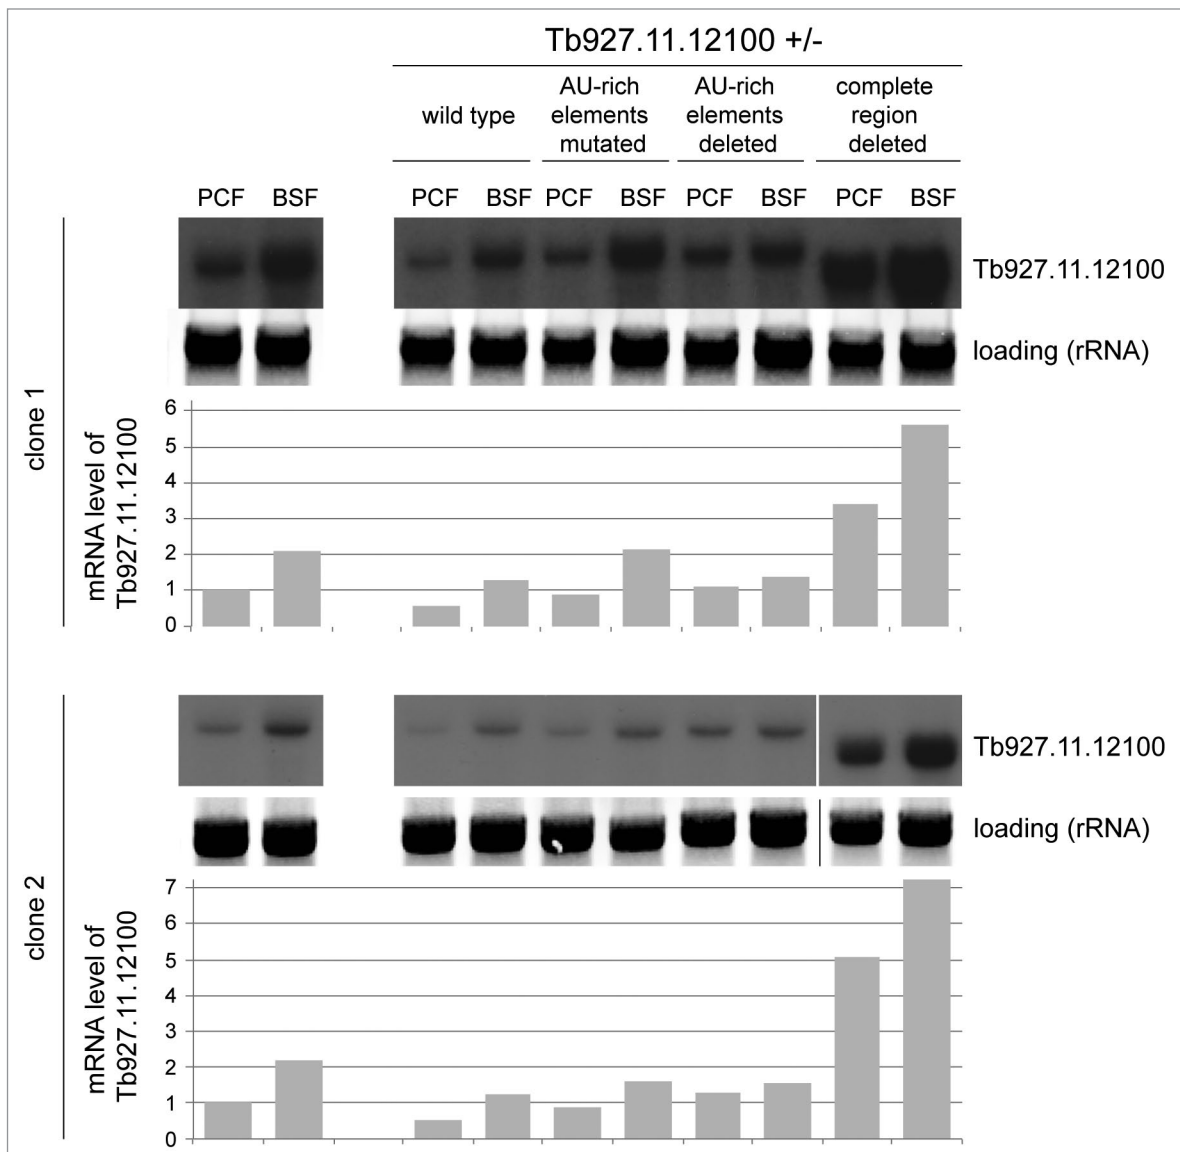 Tb927.11.12100 +/-
wild type
AU-rich
elements
mutated
AU-rich
elements
deleted
complete
region
deleted
PCF BSF PCF BSF PCF BSF PCF BSF PCF BSF
clone 1
Tb927.11.12100
loading (rRNA)
mRNA level of
Tb927.11.12100
6
5
4
3
2
1
0
clone 2
Tb927.11.12100
loading (rRNA)
mRNA level of
Tb927.11.12100
7
6
5
4
3
2
1
0